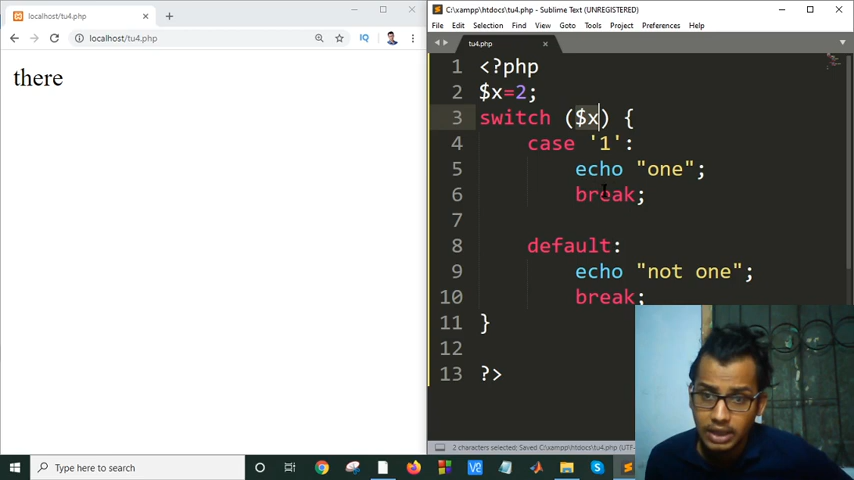 localhost/tu4.php
localhost/tu4.php
IQ
there
C:\xampp\htdocs\tu4.php - Sublime Text (UNREGISTERED)
File Edit Selection Find View Goto Tools Project Preferences Help
tu4.php
1 <?php
2 $x=2;
3 switch ($x) {
4 case '1':
5 echo "one";
6 break;
7
8 default:
9 echo "not one";
10 break;
11 }
12
13 ?>
2 characters selected; Saved C:\xampp\htdocs\tu4.php (UTF-
Type here to search